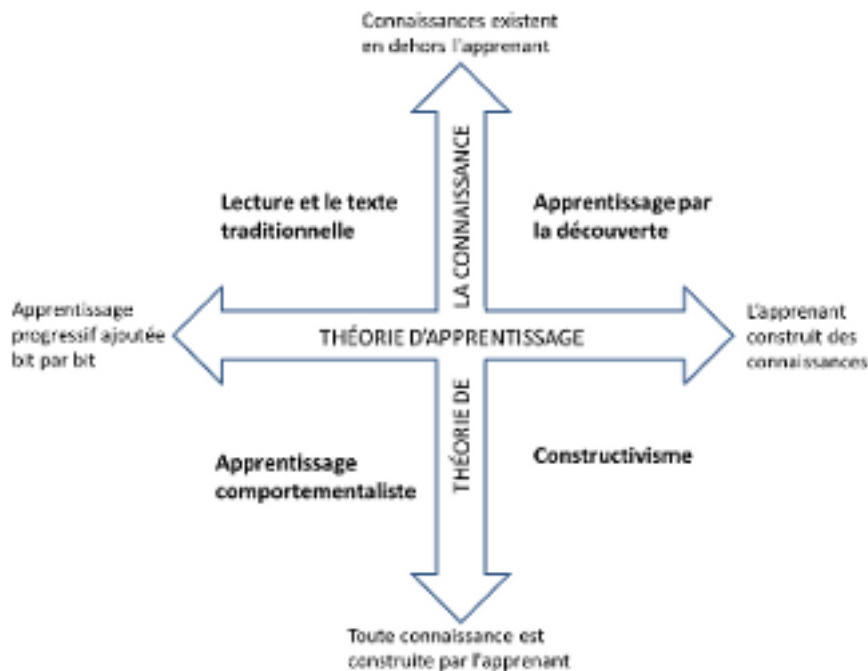 Connaissances existent
en dehors l'apprenant
Lecture et le texte
traditionnelle
Apprentissage par
la découverte
THÉORIE DE LA CONNAISSANCE
Apprentissage
progressif ajoutée
bit par bit
THÉORIE D'APPRENTISSAGE
L'apprenant
construit des
connaissances
Apprentissage
comportementaliste
Constructivisme
Toute connaissance est
construite par l'apprenant